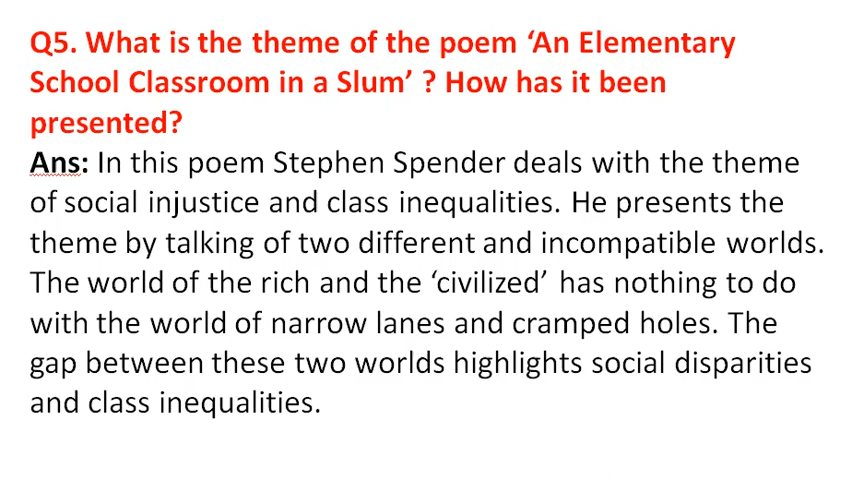 Q5. What is the theme of the poem ‘An Elementary
School Classroom in a Slum’ ? How has it been
presented?
Ans: In this poem Stephen Spender deals with the theme
of social injustice and class inequalities. He presents the
theme by talking of two different and incompatible worlds.
The world of the rich and the ‘civilized’ has nothing to do
with the world of narrow lanes and cramped holes. The
gap between these two worlds highlights social disparities
and class inequalities.